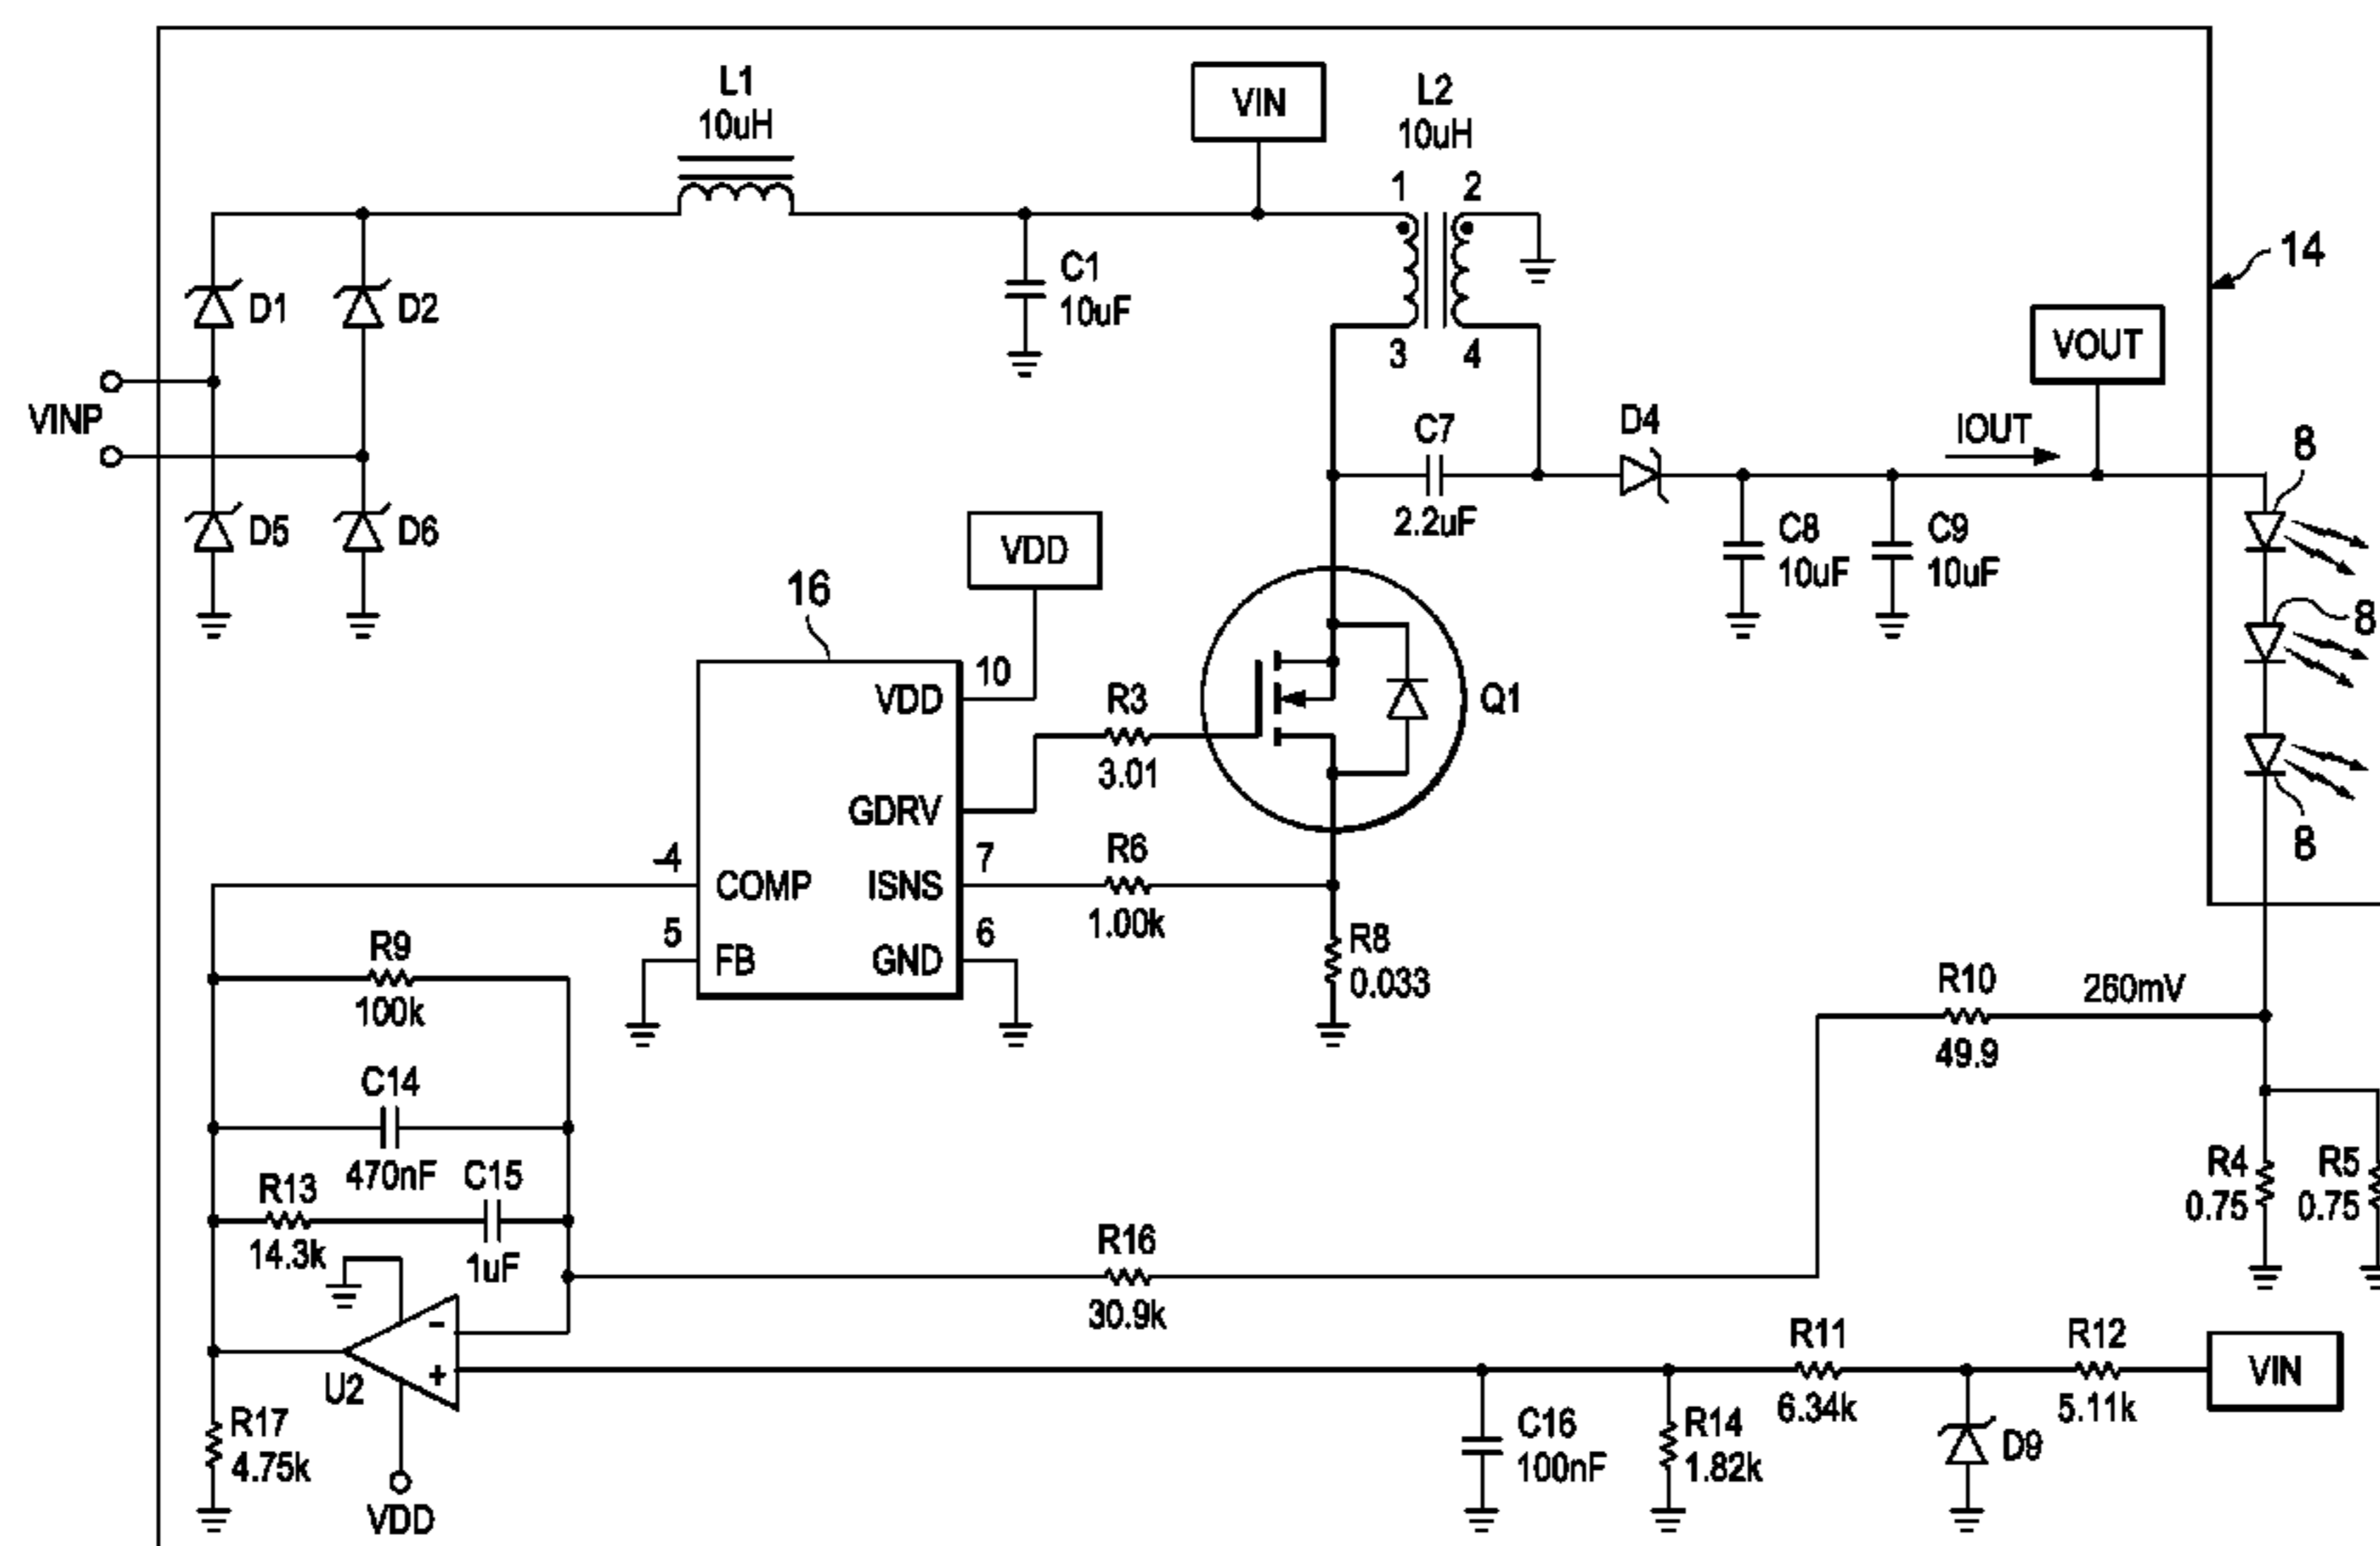 L1
10uH
VIN
L2
10uH
1 2
C1
10uF
3 4
14
D1 D2
VINP
VOUT
D5 D6
C7
2.2uF
D4
IOUT
8
C8
10uF
C9
10uF
8
8
VDD
16
10
VDD
R3
3.01
Q1
GDRV
-4
COMP
7
ISNS
R6
1.00k
5
FB
6
GND
R8
0.033
R9
100k
R10
49.9
260mV
C14
470nF
R13
14.3k
C15
1uF
R4
0.75
R5
0.75
R16
30.9k
-
+
U2
R17
4.75k
VDD
C16
100nF
R14
1.82k
R11
6.34k
D9
R12
5.11k
VIN